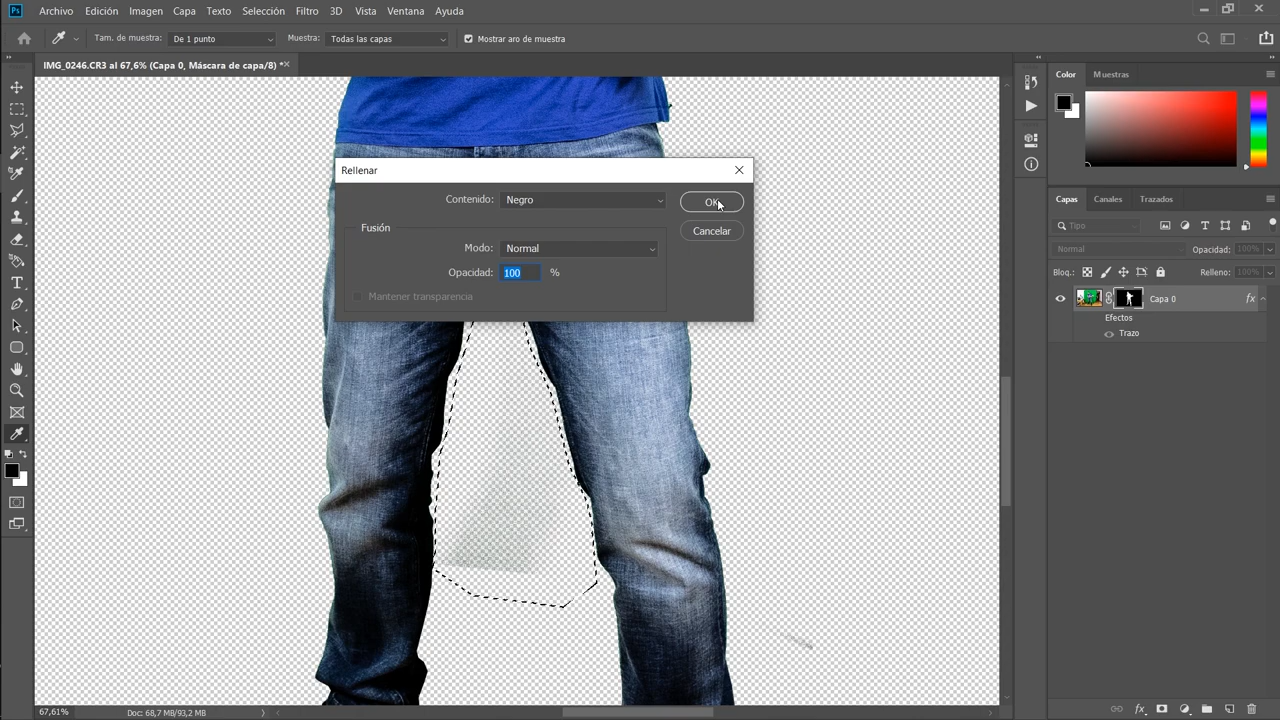 Ps Archivo Edición Imagen Capa Texto Selección Filtro 3D Vista Ventana Ayuda
Tam. de muestra: De 1 punto Muestra: Todas las capas Mostrar aro de muestra
IMG_0246.CR3 al 67,6% (Capa 0, Máscara de capa/8) *
Color Muestras
Rellenar
Contenido: Negro OK
Fusión
Cancelar
Modo: Normal
Opacidad: 100 %
Mantener transparencia
Capas Canales Trazados
Tipo
Normal Opacidad: 100%
Bloq.: Relleno: 100%
Capa 0 fx
Efectos
Trazo
67,61% Doc: 68,7 MB/93,2 MB
fx